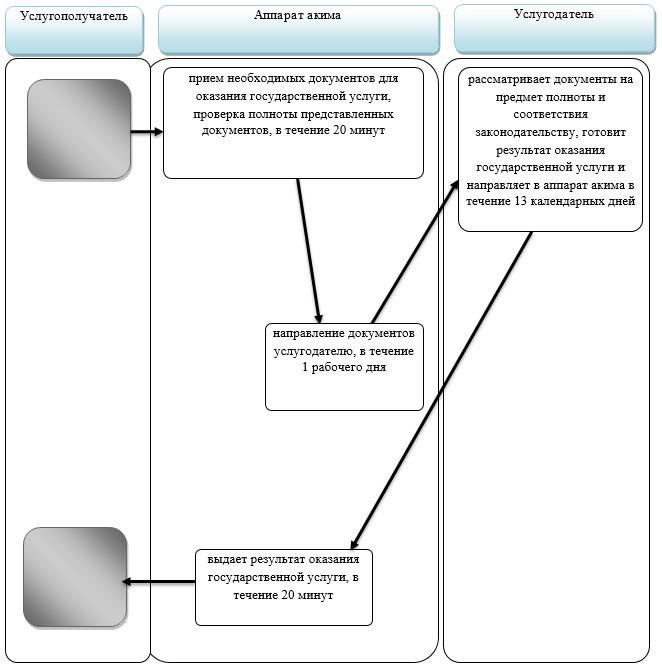 Услугополучатель
Аппарат акима
Услугодатель
прием необходимых документов для
оказания государственной услуги,
проверка полноты представленных
документов, в течение 20 минут
рассматривает документы на
предмет полноты и
соответствия
законодательству, готовит
результат оказания
государственной услуги и
направляет в аппарат акима в
течение 13 календарных дней
направление документов
услугодателю, в течение
1 рабочего дня
выдает результат оказания
государственной услуги, в
течение 20 минут